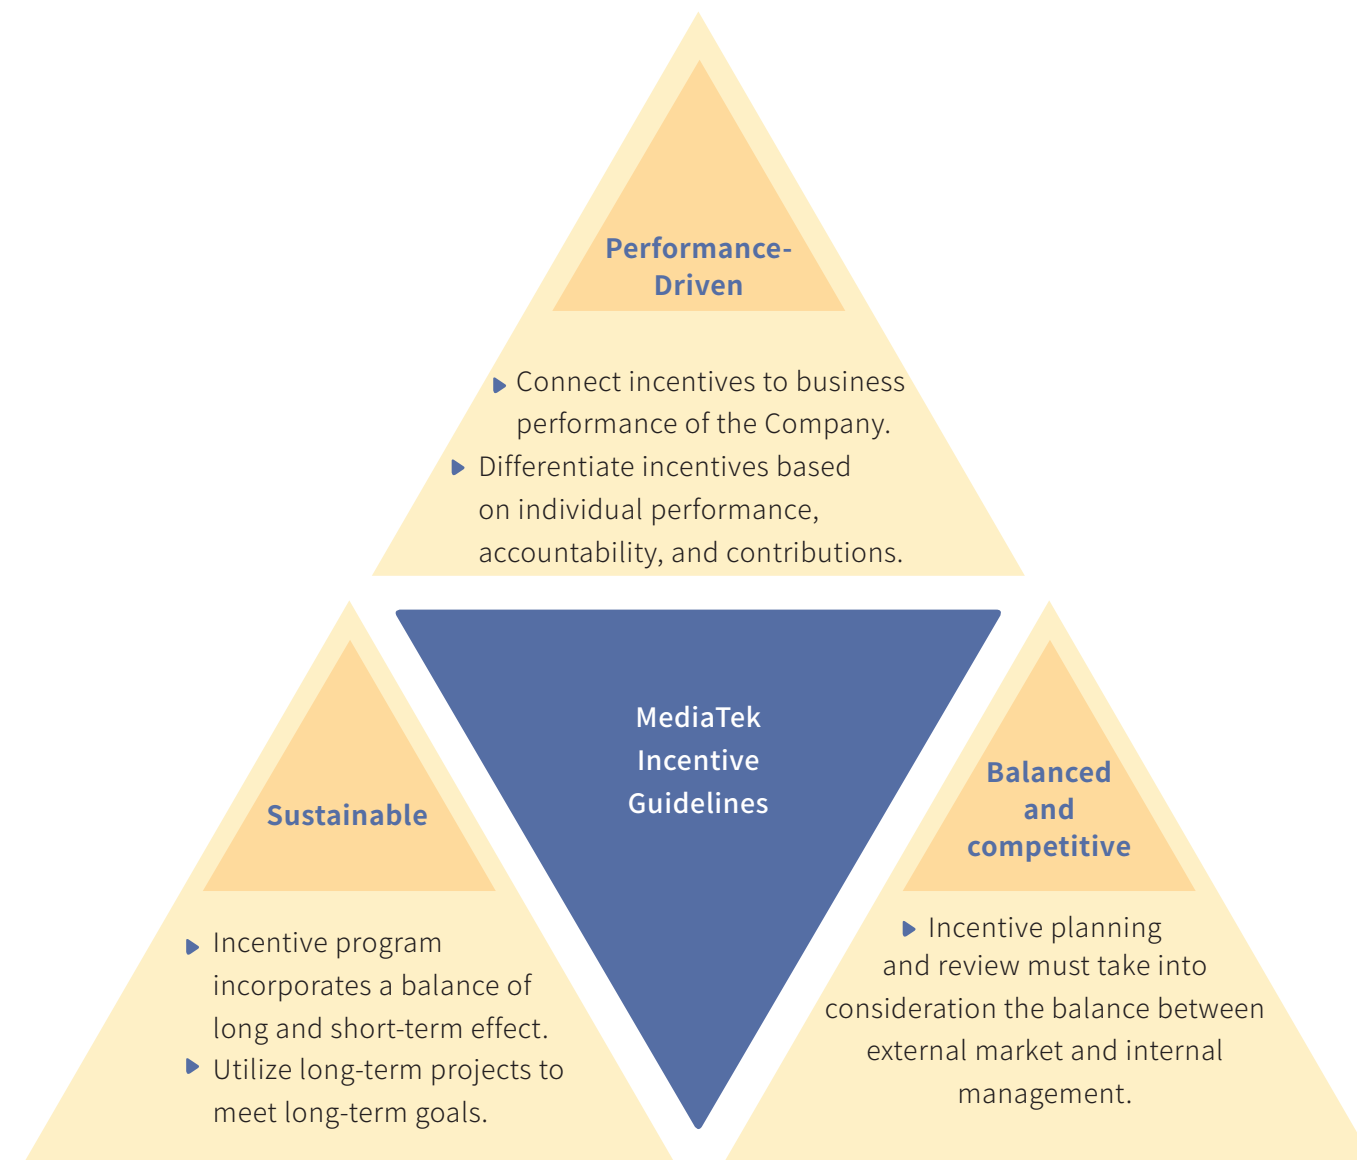 Performance-
Driven
Connect incentives to business
performance of the Company.
Differentiate incentives based
on individual performance,
accountability, and contributions.
MediaTek
Incentive
Guidelines
Sustainable
Incentive program
incorporates a balance of
long and short-term effect.
Utilize long-term projects to
meet long-term goals.
Balanced
and
competitive
Incentive planning
and review must take into
consideration the balance between
external market and internal
management.